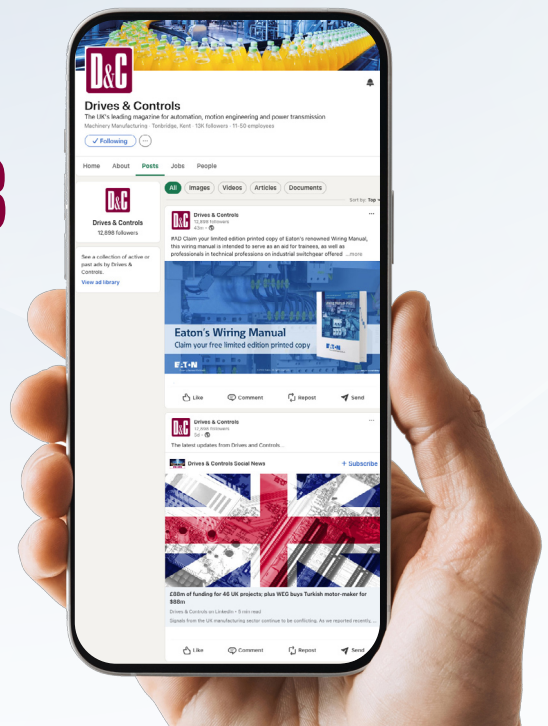 D&C
Drives & Controls
The UK's leading magazine for automation, motion engineering and power transmission
Machinery Manufacturing · Tonbridge, Kent · 13K followers · 11-50 employees
✓ Following
Home About Posts Jobs People
D&C
Drives & Controls
12,898 followers
See a collection of active or
past ads by Drives &
Controls.
View ad library
All Images Videos Articles Documents
Sort by: Top
D&C
Drives & Controls
12,898 followers
#AD Claim your limited edition printed copy of Eaton's renowned Wiring Manual,
this wiring manual is intended to serve as an aid for trainees, as well as
professionals in technical professions on industrial switchgear offered ...more
Eaton's Wiring Manual
Claim your free limited edition printed copy
EATON
Like Comment Repost Send
D&C
Drives & Controls
12,898 followers
5d
The latest updates from Drives and Controls...
Drives & Controls Social News + Subscribe
£88m of funding for 46 UK projects; plus WEG buys Turkish motor-maker for
$88m
Drives & Controls on LinkedIn • 5 min read
Signals from the UK manufacturing sector continue to be conflicting. As we reported recently, ...
Like Comment Repost Send